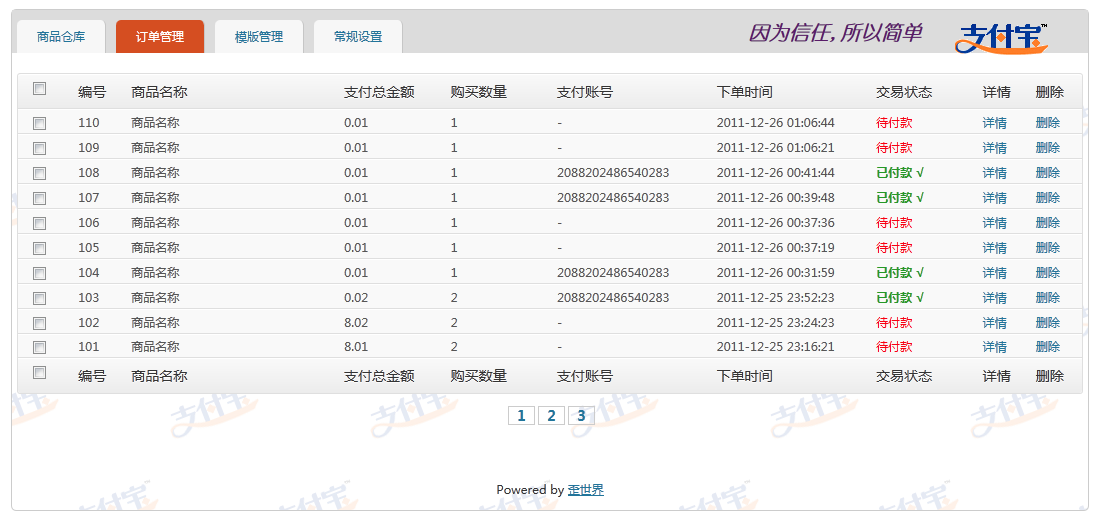 商品仓库 订单管理 模版管理 常规设置 因为信任, 所以简单 支付宝™
编号 商品名称 支付总金额 购买数量 支付账号 下单时间 交易状态 详情 删除
110 商品名称 0.01 1 - 2011-12-26 01:06:44 待付款 详情 删除
109 商品名称 0.01 1 - 2011-12-26 01:06:21 待付款 详情 删除
108 商品名称 0.01 1 2088202486540283 2011-12-26 00:41:44 已付款 √ 详情 删除
107 商品名称 0.01 1 2088202486540283 2011-12-26 00:39:48 已付款 √ 详情 删除
106 商品名称 0.01 1 - 2011-12-26 00:37:36 待付款 详情 删除
105 商品名称 0.01 1 - 2011-12-26 00:37:19 待付款 详情 删除
104 商品名称 0.01 1 2088202486540283 2011-12-26 00:31:59 已付款 √ 详情 删除
103 商品名称 0.02 2 2088202486540283 2011-12-25 23:52:23 已付款 √ 详情 删除
102 商品名称 8.02 2 - 2011-12-25 23:24:23 待付款 详情 删除
101 商品名称 8.01 2 - 2011-12-25 23:16:21 待付款 详情 删除
编号 商品名称 支付总金额 购买数量 支付账号 下单时间 交易状态 详情 删除
1 2 3
Powered by 歪世界